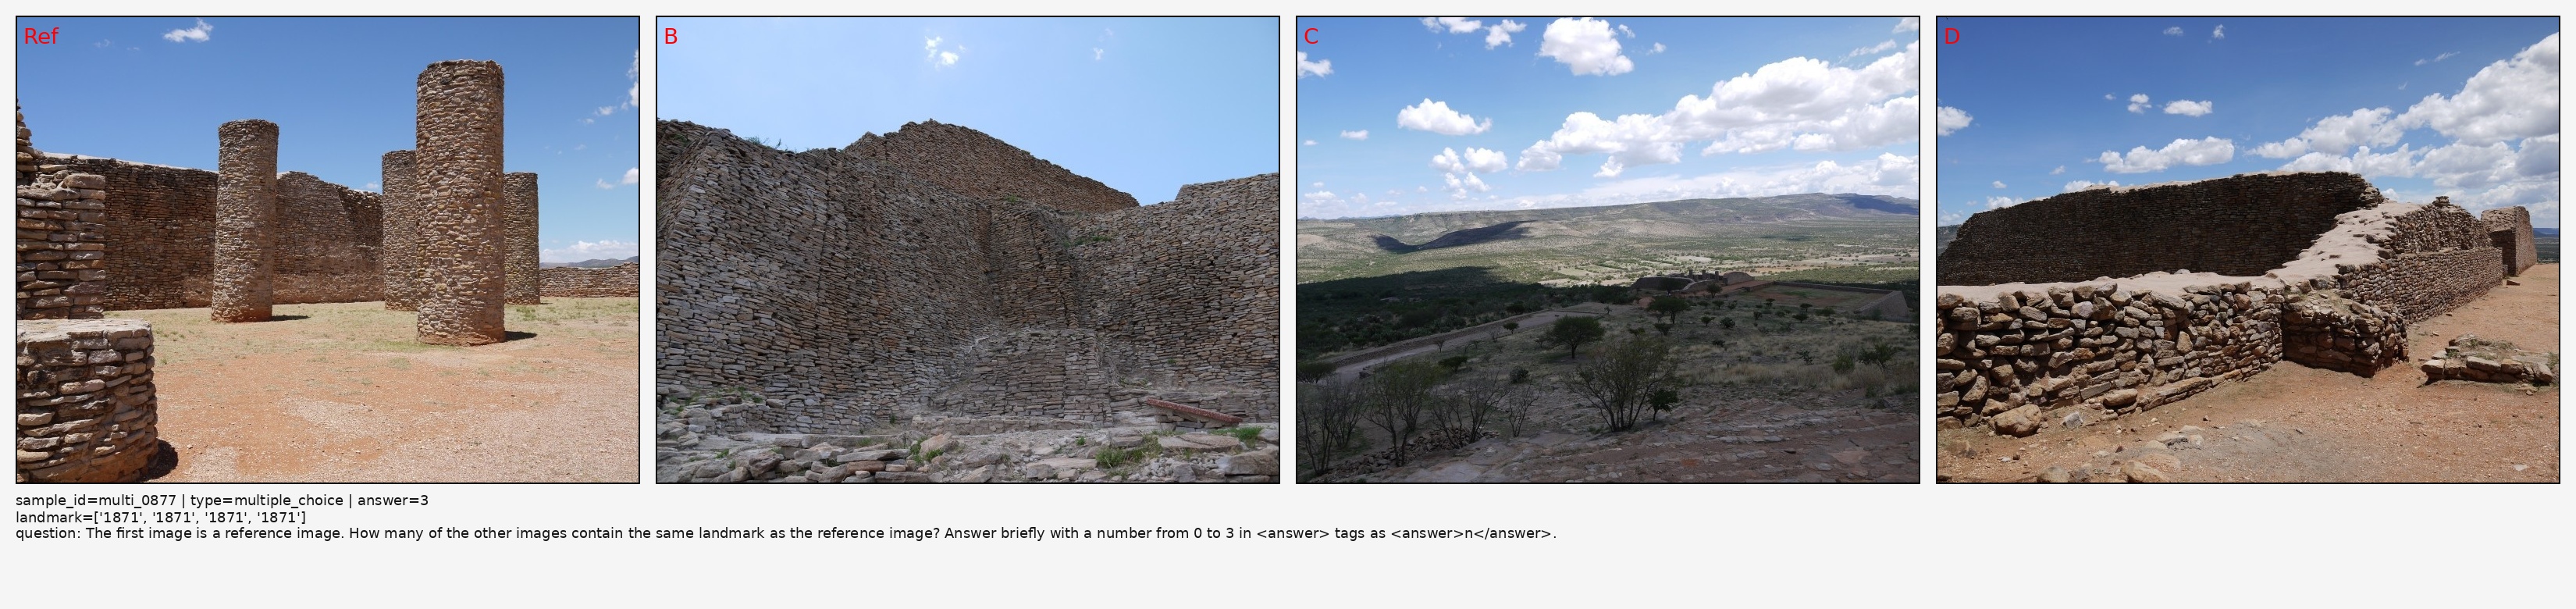 Ref
B
C
D
sample_id=multi_0877 | type=multiple_choice | answer=3
landmark=['1871', '1871', '1871', '1871']
question: The first image is a reference image. How many of the other images contain the same landmark as the reference image? Answer briefly with a number from 0 to 3 in <answer> tags as <answer>n</answer>.